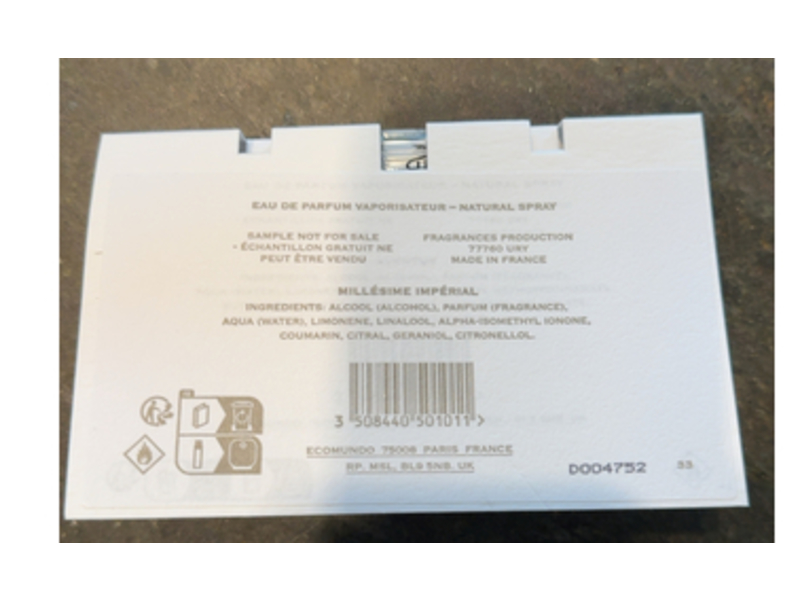 EAU DE PARFUM VAPORISATEUR – NATURAL SPRAY
SAMPLE NOT FOR SALE
- ÉCHANTILLON GRATUIT NE
PEUT ÊTRE VENDU
FRAGRANCES PRODUCTION
77760 URY
MADE IN FRANCE
MILLÉSIME IMPÉRIAL
INGREDIENTS: ALCOOL (ALCOHOL), PARFUM (FRAGRANCE),
AQUA (WATER), LIMONENE, LINALOOL, ALPHA-ISOMETHYL IONONE,
COUMARIN, CITRAL, GERANIOL, CITRONELLOL.
3 508440 501011 >
ECOMUNDO 75006 PARIS FRANCE
RP. MSL, BL9 5NB. UK
D004752 33